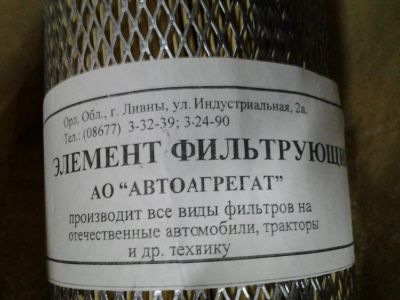 Орл. Обл., г. Ливны, ул. Индустриальная, 2а.
Тел.: (08677) 3-32-39; 3-24-90
ЭЛЕМЕНТ ФИЛЬТРУЮЩИ
АО "АВТОАГРЕГАТ"
производит все виды фильтров на
отечественные автомобили, тракторы
и др. технику